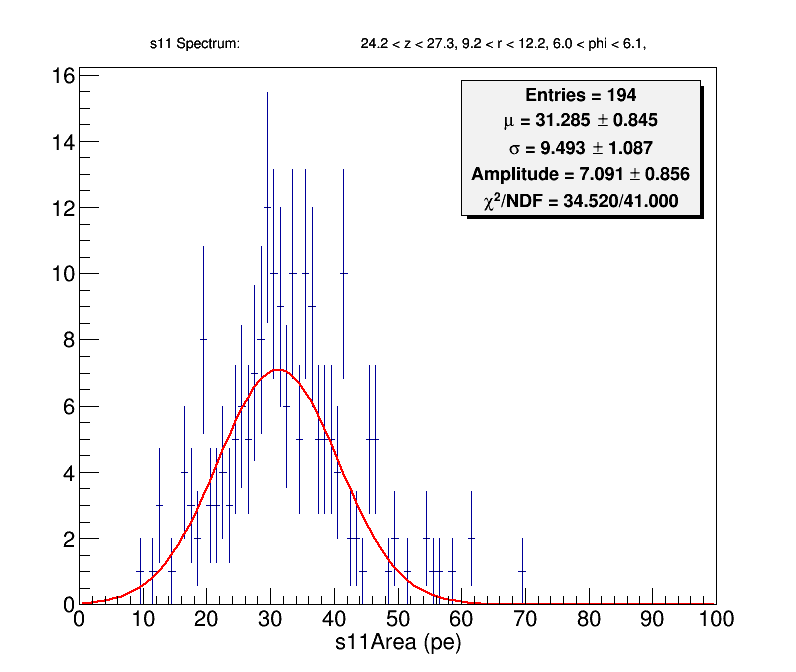 s11 Spectrum: 24.2 < z < 27.3, 9.2 < r < 12.2, 6.0 < phi < 6.1,
Entries = 194
μ = 31.285 ± 0.845
σ = 9.493 ± 1.087
Amplitude = 7.091 ± 0.856
χ²/NDF = 34.520/41.000
16
14
12
10
8
6
4
2
0
0 10 20 30 40 50 60 70 80 90 100
s11Area (pe)